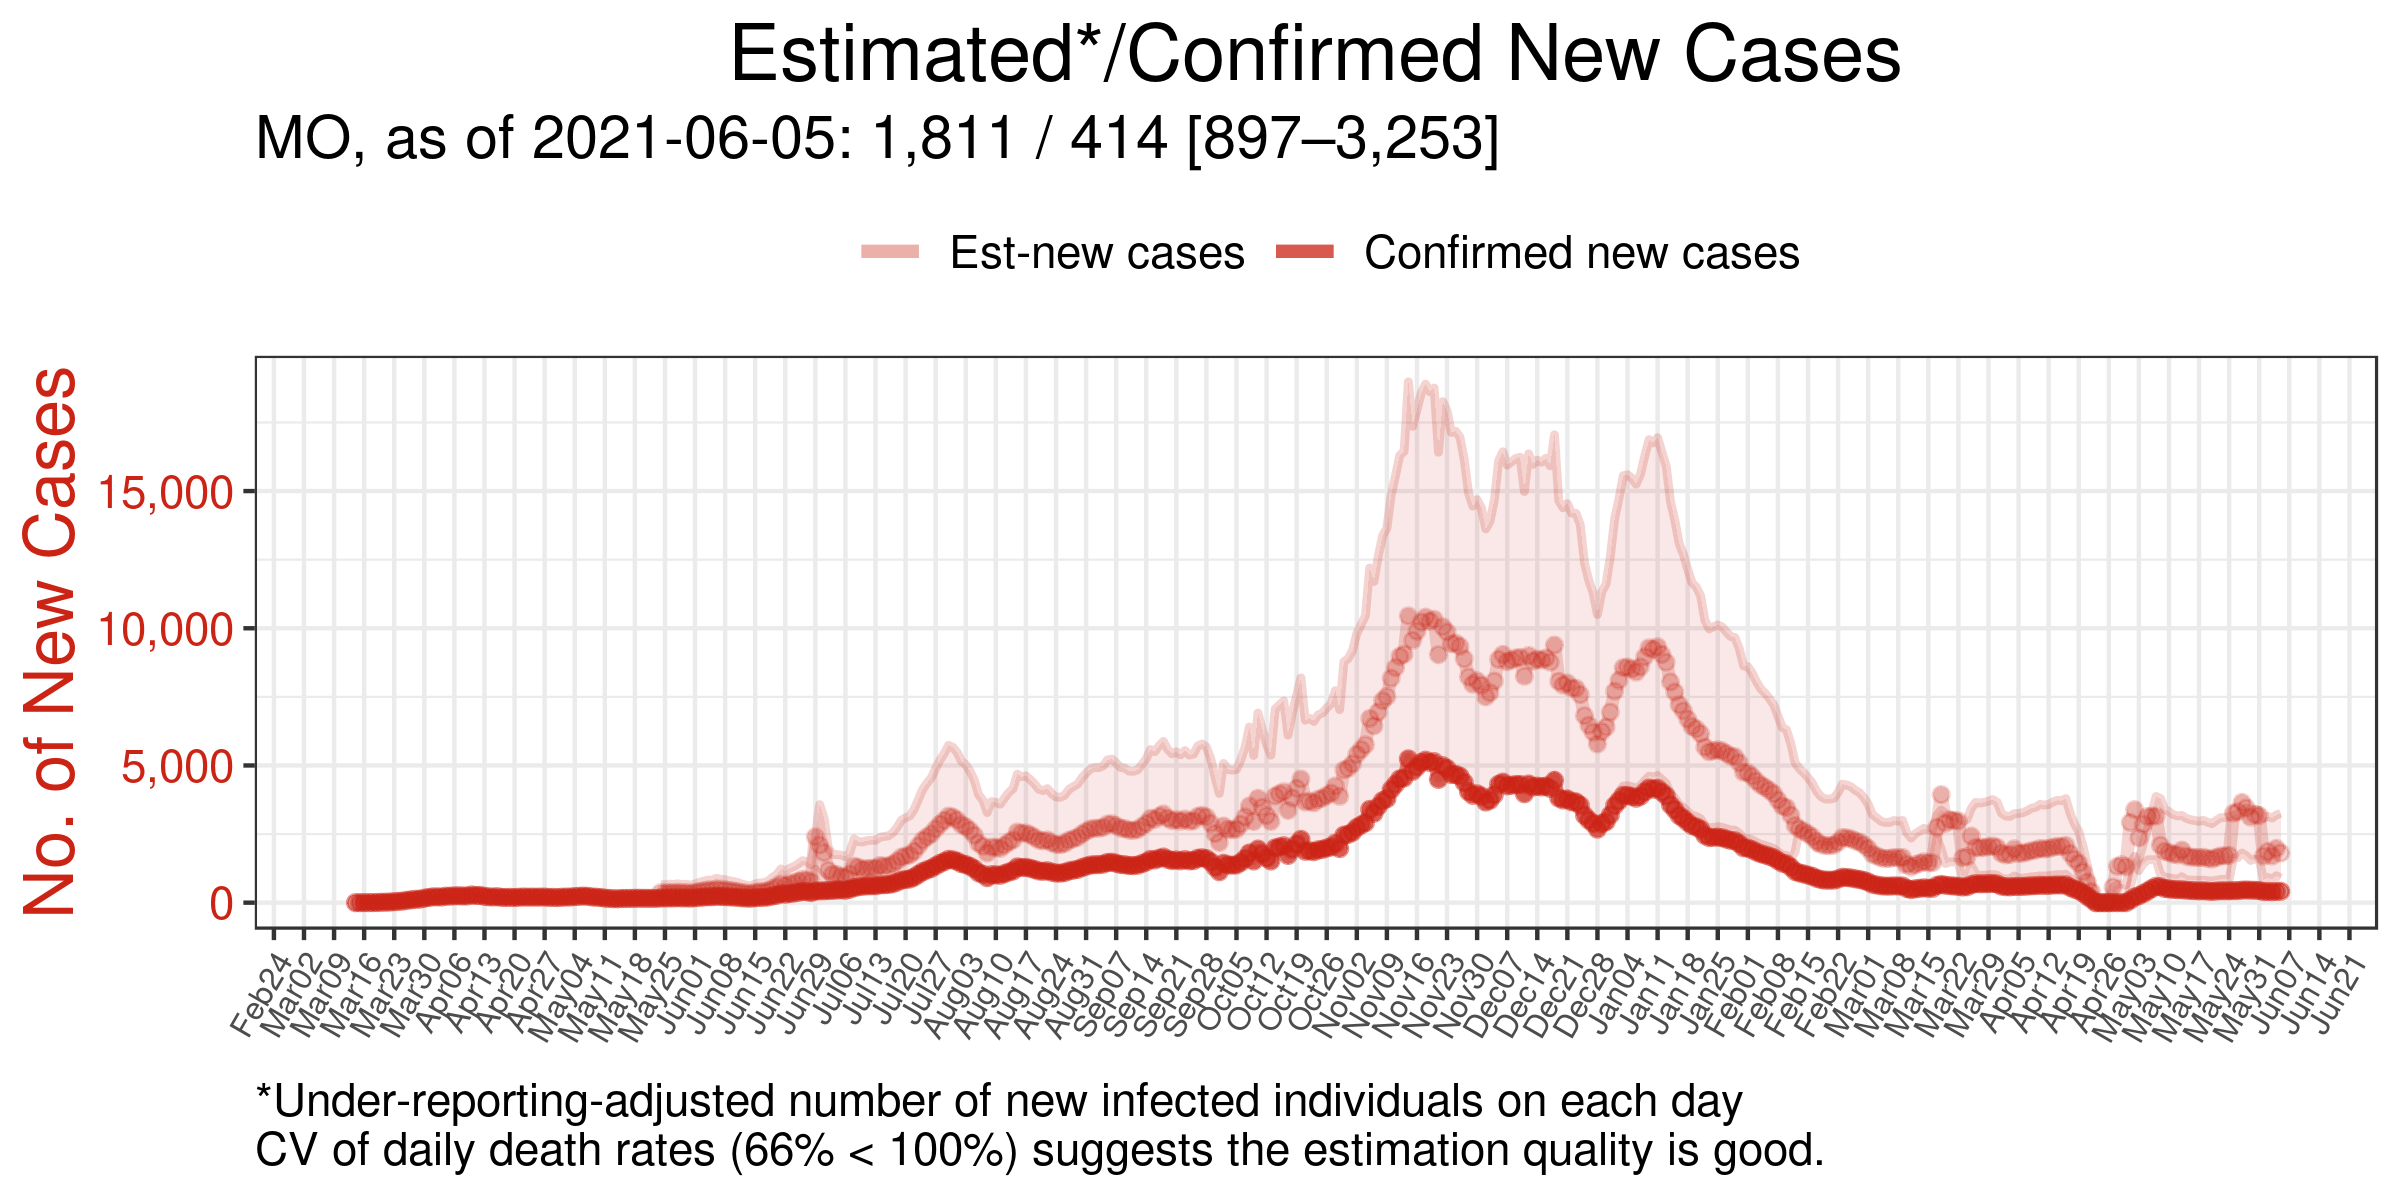 Estimated*/Confirmed New Cases
MO, as of 2021-06-05: 1,811 / 414 [897–3,253]
Est-new cases Confirmed new cases
No. of New Cases
15,000
10,000
5,000
0
Feb24 Mar02 Mar09 Mar16 Mar23 Mar30 Apr06 Apr13 Apr20 Apr27 May04 May11 May18 May25 Jun01 Jun08 Jun15 Jun22 Jun29 Jul06 Jul13 Jul20 Jul27 Aug03 Aug10 Aug17 Aug24 Aug31 Sep07 Sep14 Sep21 Sep28 Oct05 Oct12 Oct19 Oct26 Nov02 Nov09 Nov16 Nov23 Nov30 Dec07 Dec14 Dec21 Dec28 Jan04 Jan11 Jan18 Jan25 Feb01 Feb08 Feb15 Feb22 Mar01 Mar08 Mar15 Mar22 Mar29 Apr05 Apr12 Apr19 Apr26 May03 May10 May17 May24 May31 Jun07 Jun14 Jun21
*Under-reporting-adjusted number of new infected individuals on each day
CV of daily death rates (66% < 100%) suggests the estimation quality is good.